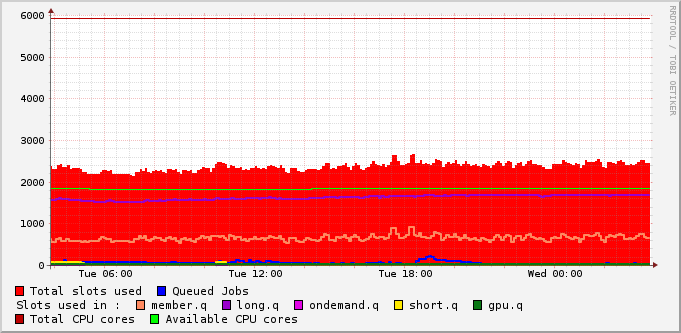 6000
5000
4000
3000
2000
1000
0
Tue 06:00 Tue 12:00 Tue 18:00 Wed 00:00
RRDTOOL / TOBI OETIKER
Total slots used Queued Jobs
Slots used in : member.q long.q ondemand.q short.q gpu.q
Total CPU cores Available CPU cores